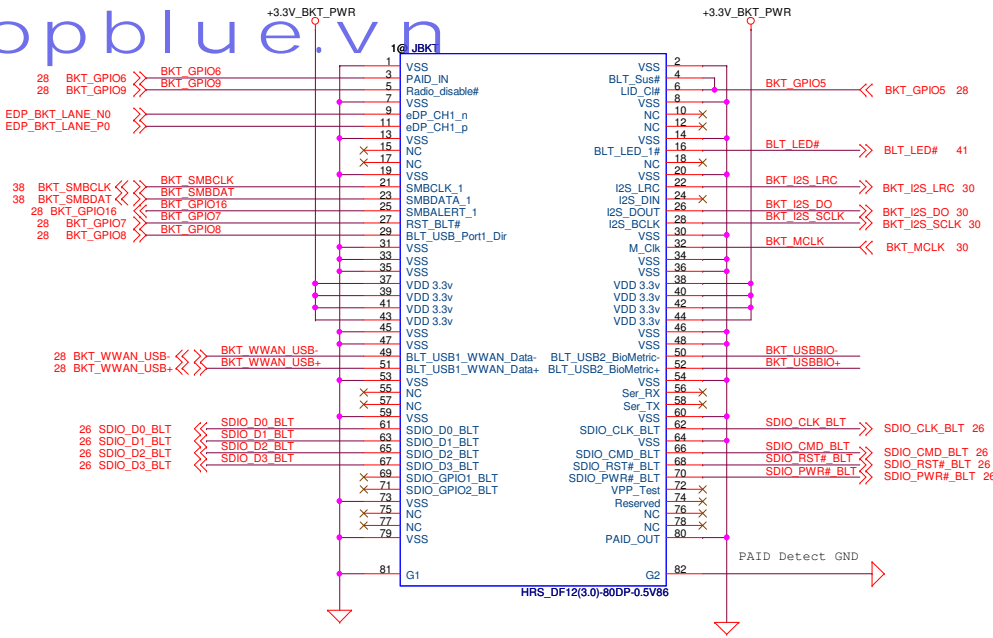 +3.3V_BKT_PWR
+3.3V_BKT_PWR
opblue.vn
1@ JBKT
1 VSS VSS 2
28 BKT_GPIO6 BKT_GPIO6 3 PAID_IN BLT_Sus# 4
28 BKT_GPIO9 BKT_GPIO9 5 Radio_disable# LID_Cl# 6 BKT_GPIO5 BKT_GPIO5 28
7 VSS VSS 8
EDP_BKT_LANE_N0 9 eDP_CH1_n NC 10
EDP_BKT_LANE_P0 11 eDP_CH1_p NC 12
13 VSS VSS 14
15 NC BLT_LED_1# 16 BLT_LED# BLT_LED# 41
17 NC NC 18
19 VSS VSS 20
38 BKT_SMBCLK BKT_SMBCLK 21 SMBCLK_1 I2S_LRC 22 BKT_I2S_LRC BKT_I2S_LRC 30
38 BKT_SMBDAT BKT_SMBDAT 23 SMBDATA_1 I2S_DIN 24
28 BKT_GPIO16 BKT_GPIO16 25 SMBALERT_1 I2S_DOUT 26 BKT_I2S_DO BKT_I2S_DO 30
28 BKT_GPIO7 BKT_GPIO7 27 RST_BLT# I2S_BCLK 28 BKT_I2S_SCLK BKT_I2S_SCLK 30
28 BKT_GPIO8 BKT_GPIO8 29 BLT_USB_Port1_Dir VSS 30
31 VSS M_Clk 32 BKT_MCLK BKT_MCLK 30
33 VSS VSS 34
35 VSS VSS 36
37 VDD 3.3v VDD 3.3v 38
39 VDD 3.3v VDD 3.3v 40
41 VDD 3.3v VDD 3.3v 42
43 VDD 3.3v VDD 3.3v 44
45 VSS VSS 46
47 VSS VSS 48
28 BKT_WWAN_USB- BKT_WWAN_USB- 49 BLT_USB1_WWAN_Data- BLT_USB2_BioMetric- 50 BKT_USBBIO-
28 BKT_WWAN_USB+ BKT_WWAN_USB+ 51 BLT_USB1_WWAN_Data+ BLT_USB2_BioMetric+ 52 BKT_USBBIO+
53 VSS VSS 54
55 NC Ser_RX 56
57 NC Ser_TX 58
59 VSS VSS 60
26 SDIO_D0_BLT SDIO_D0_BLT 61 SDIO_D0_BLT SDIO_CLK_BLT 62 SDIO_CLK_BLT SDIO_CLK_BLT 26
26 SDIO_D1_BLT SDIO_D1_BLT 63 SDIO_D1_BLT VSS 64
26 SDIO_D2_BLT SDIO_D2_BLT 65 SDIO_D2_BLT SDIO_CMD_BLT 66 SDIO_CMD_BLT SDIO_CMD_BLT 26
26 SDIO_D3_BLT SDIO_D3_BLT 67 SDIO_D3_BLT SDIO_RST#_BLT 68 SDIO_RST#_BLT SDIO_RST#_BLT 26
69 SDIO_GPIO1_BLT SDIO_PWR#_BLT 70 SDIO_PWR#_BLT SDIO_PWR#_BLT 26
71 SDIO_GPIO2_BLT VPP_Test 72
73 VSS Reserved 74
75 NC NC 76
77 NC NC 78
79 VSS PAID_OUT 80
PAID Detect GND
81 G1 G2 82
HRS_DF12(3.0)-80DP-0.5V86